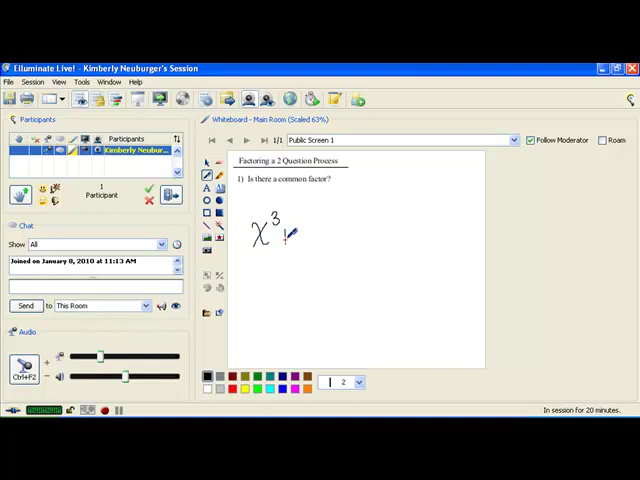 Elluminate Live! - Kimberly Neuburger's Session
File Session View Tools Window Help
Participants
Whiteboard - Main Room (Scaled 63%)
1/1 Public Screen 1
Follow Moderator
Roam
Participants
Kimberly Neubur...
1
Participant
Factoring a 2 Question Process
1) Is there a common factor?
x³
Chat
Show All
Joined on January 8, 2010 at 11:13 AM
Send to This Room
Audio
Ctrl+F2
2
In session for 20 minutes.